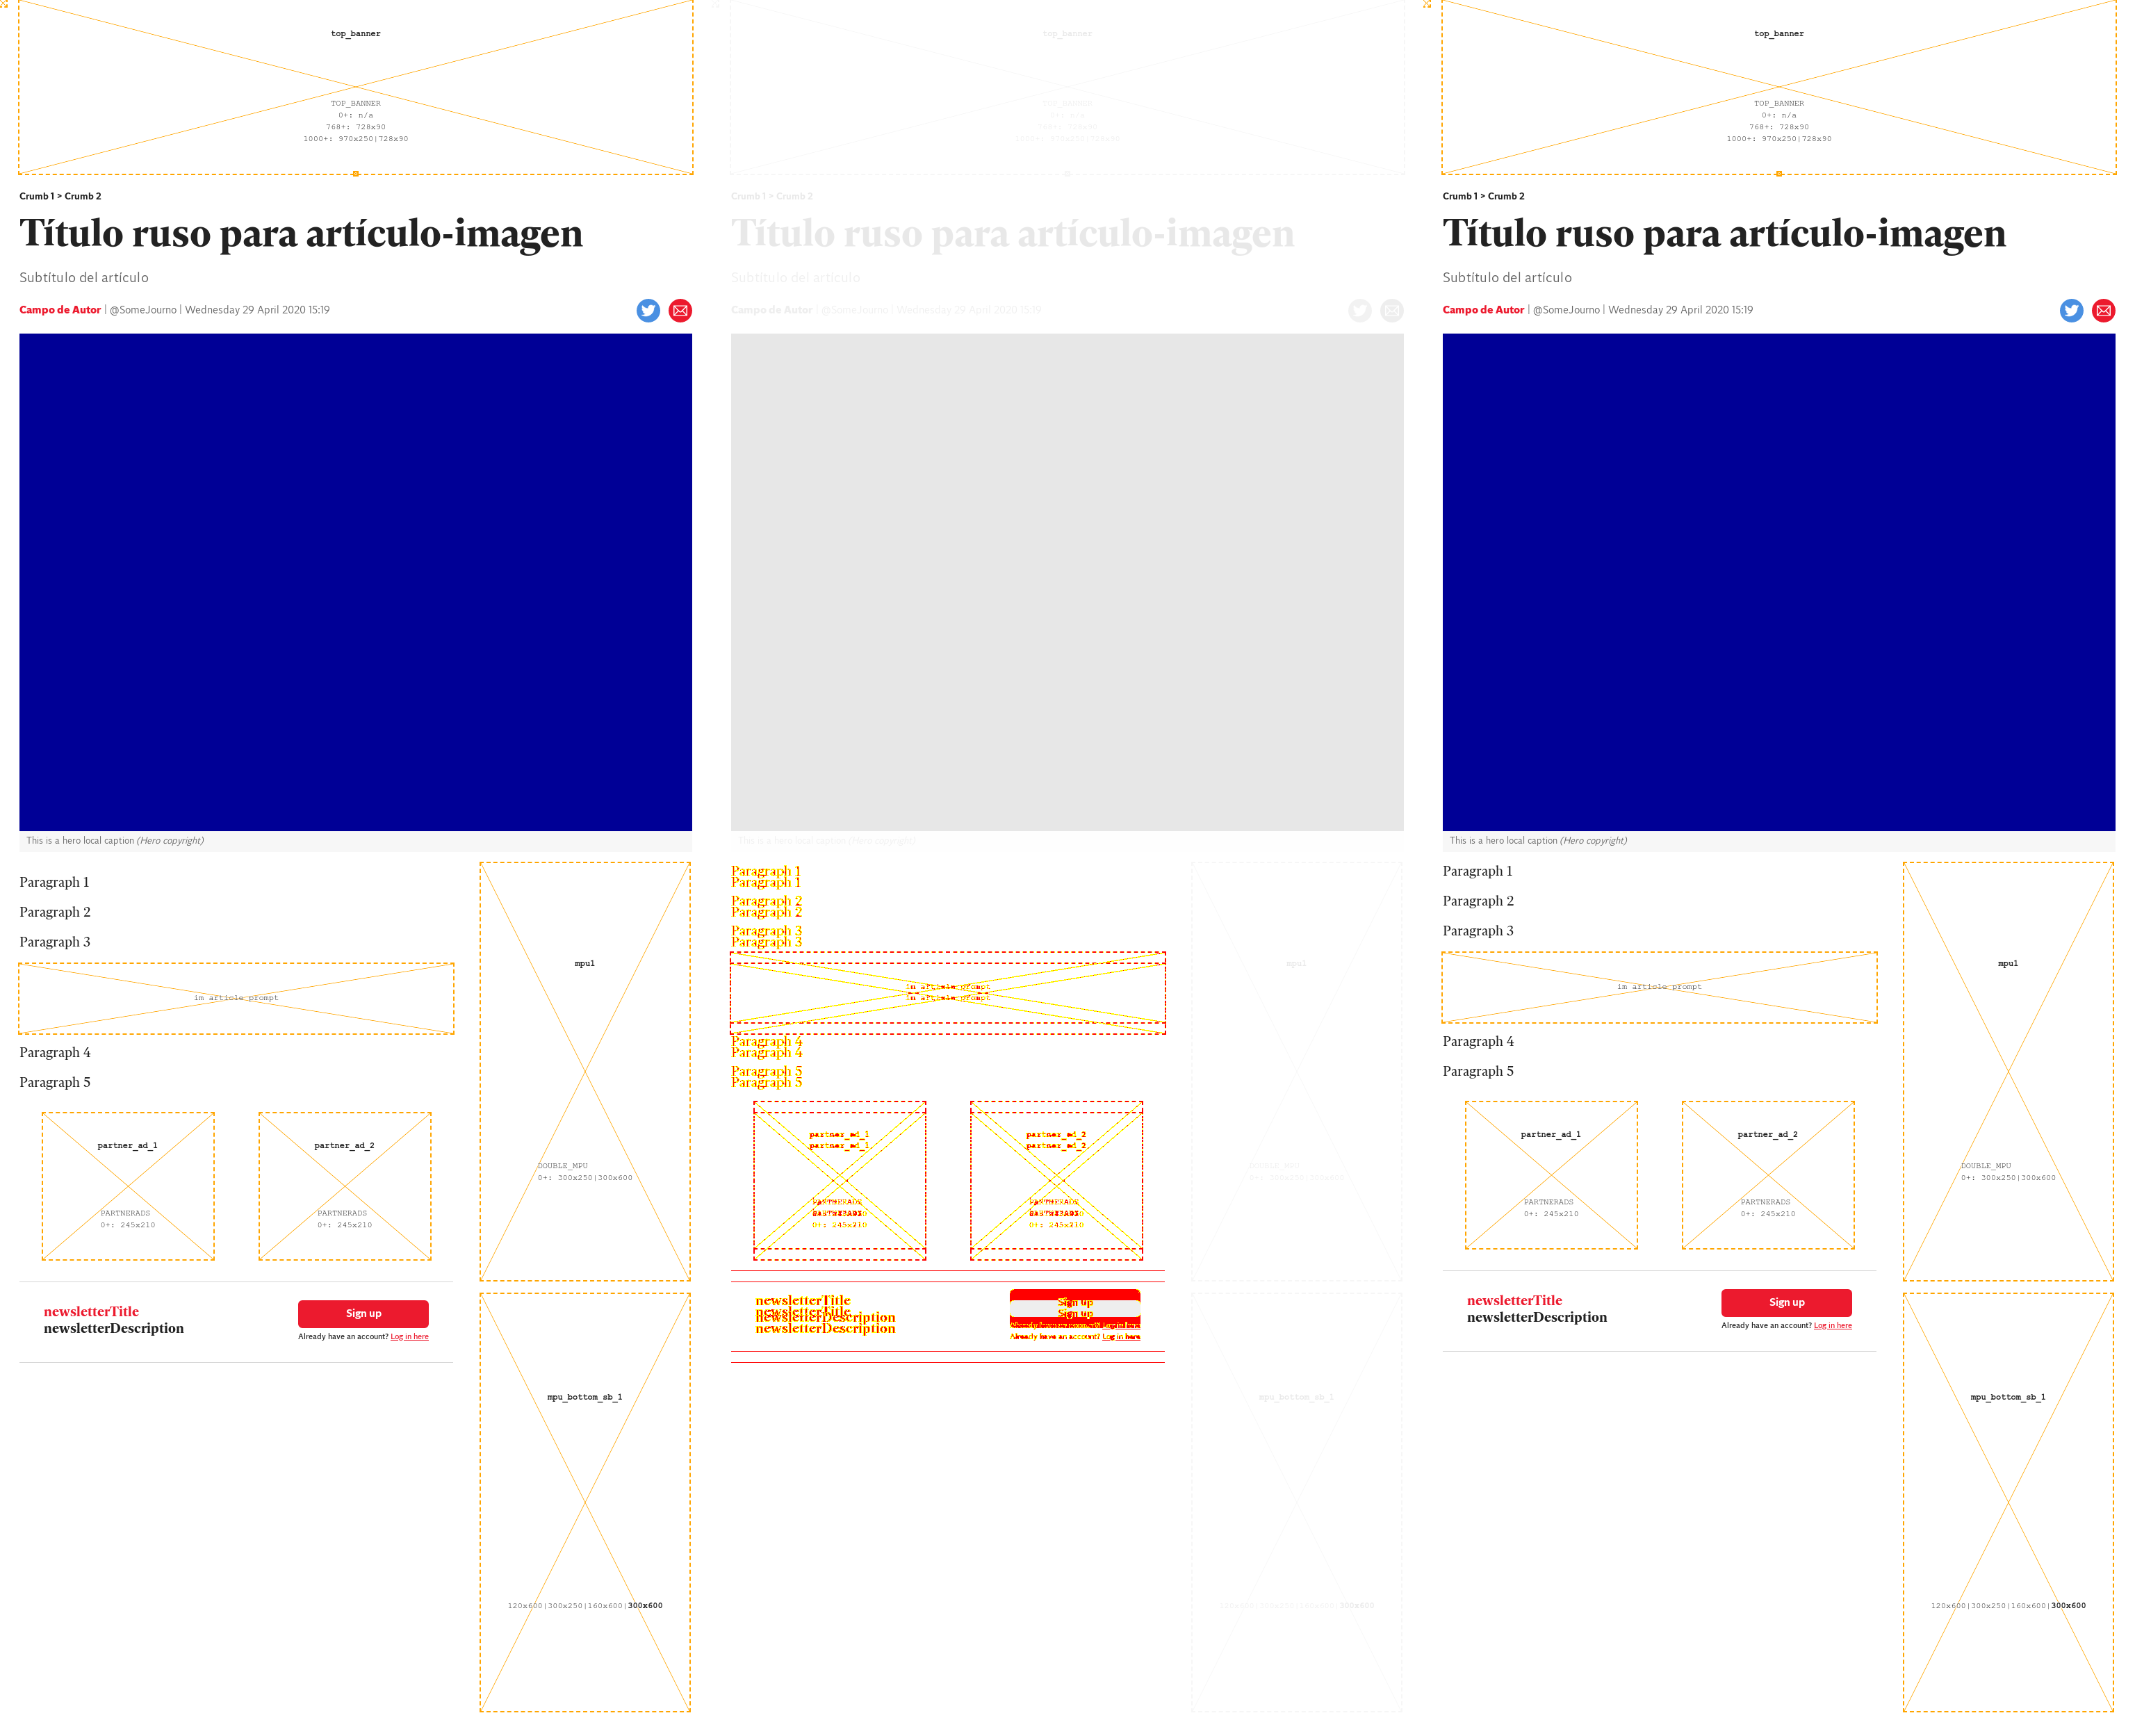 top_banner
TOP_BANNER
0+: n/a
768+: 728x90
1000+: 970x250|728x90
Crumb 1 > Crumb 2
Título ruso para artículo-imagen
Subtítulo del artículo
Campo de Autor | @SomeJourno | Wednesday 29 April 2020 15:19
This is a hero local caption (Hero copyright)
Paragraph 1
Paragraph 2
Paragraph 3
im article prompt
Paragraph 4
Paragraph 5
partner_ad_1
PARTNERADS
0+: 245x210
partner_ad_2
PARTNERADS
0+: 245x210
newsletterTitle
newsletterDescription
Sign up
Already have an account? Log in here
mpu1
DOUBLE_MPU
0+: 300x250|300x600
mpu_bottom_sb_1
120x600|300x250|160x600|300x600
top_banner
TOP_BANNER
0+: n/a
768+: 728x90
1000+: 970x250|728x90
Crumb 1 > Crumb 2
Título ruso para artículo-imagen
Subtítulo del artículo
Campo de Autor | @SomeJourno | Wednesday 29 April 2020 15:19
This is a hero local caption (Hero copyright)
Paragraph 1
Paragraph 1
Paragraph 2
Paragraph 2
Paragraph 3
Paragraph 3
im article prompt
im article prompt
Paragraph 4
Paragraph 4
Paragraph 5
Paragraph 5
partner_ad_1
partner_ad_1
PARTNERADS
0+: 245x210
partner_ad_2
partner_ad_2
PARTNERADS
0+: 245x210
newsletterTitle
newsletterTitle
newsletterDescription
newsletterDescription
Sign up
Sign up
Already have an account? Log in here
mpu1
DOUBLE_MPU
0+: 300x250|300x600
mpu_bottom_sb_1
120x600|300x250|160x600|300x600
top_banner
TOP_BANNER
0+: n/a
768+: 728x90
1000+: 970x250|728x90
Crumb 1 > Crumb 2
Título ruso para artículo-imagen
Subtítulo del artículo
Campo de Autor | @SomeJourno | Wednesday 29 April 2020 15:19
This is a hero local caption (Hero copyright)
Paragraph 1
Paragraph 2
Paragraph 3
im article prompt
Paragraph 4
Paragraph 5
partner_ad_1
PARTNERADS
0+: 245x210
partner_ad_2
PARTNERADS
0+: 245x210
newsletterTitle
newsletterDescription
Sign up
Already have an account? Log in here
mpu1
DOUBLE_MPU
0+: 300x250|300x600
mpu_bottom_sb_1
120x600|300x250|160x600|300x600